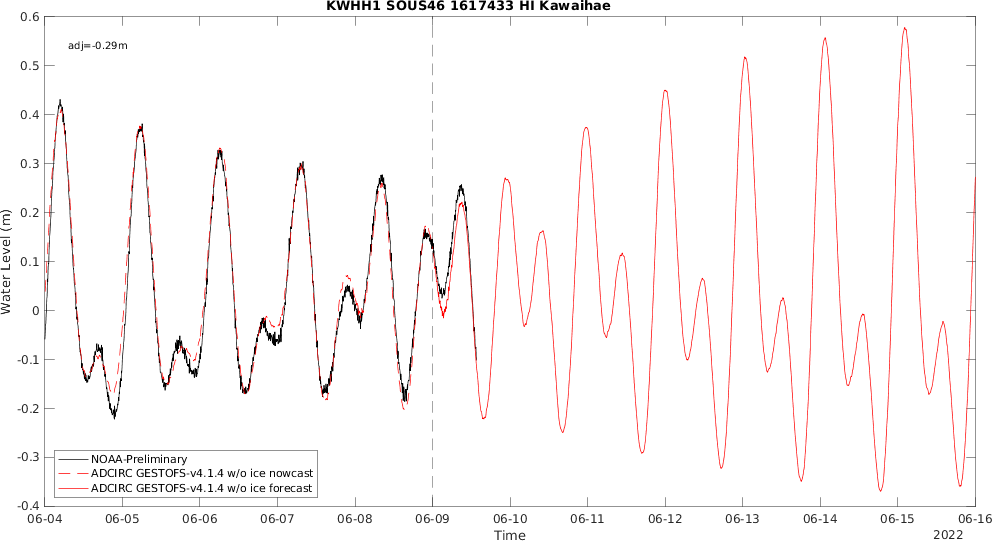 KWHH1 SOUS46 1617433 HI Kawaihae
adj=-0.29m
0.6
0.5
0.4
0.3
0.2
0.1
0
-0.1
-0.2
-0.3
-0.4
Water Level (m)
NOAA-Preliminary
ADCIRC GESTOFS-v4.1.4 w/o ice nowcast
ADCIRC GESTOFS-v4.1.4 w/o ice forecast
06-04 06-05 06-06 06-07 06-08 06-09 06-10 06-11 06-12 06-13 06-14 06-15 06-16
Time
2022